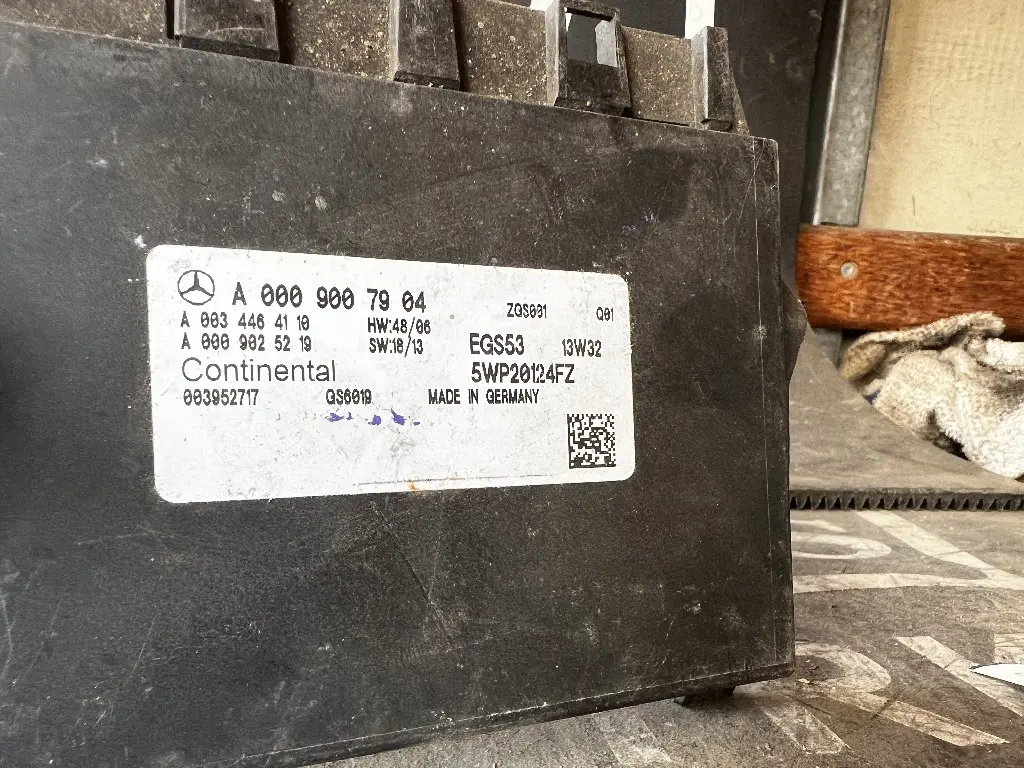 A 000 900 79 04 ZGS001 Q01
A 003 446 41 10 HW:48/06
A 000 902 52 19 SW:18/13 EGS53 13W32
Continental 5WP20124FZ
003952717 QS6019 MADE IN GERMANY